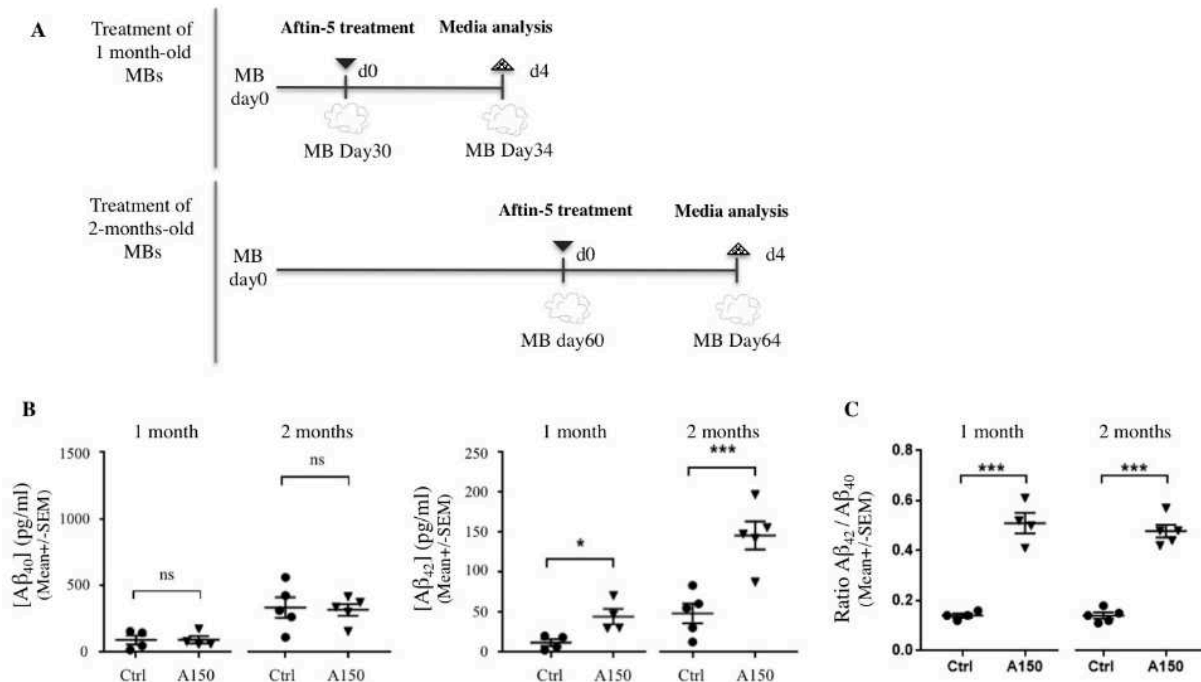 A
Treatment of
1 month-old
MBs
Aftin-5 treatment
Media analysis
MB
day0
d0
d4
MB Day30
MB Day34
Treatment of
2-months-old
MBs
Aftin-5 treatment
Media analysis
MB
day0
d0
d4
MB day60
MB Day64
B
1 month
2 months
[Aβ40] (pg/ml)
(Mean+/-SEM)
1500
1000
500
0
ns
ns
Ctrl
A150
Ctrl
A150
1 month
2 months
[Aβ42] (pg/ml)
(Mean+/-SEM)
250
200
150
100
50
0
*
***
Ctrl
A150
Ctrl
A150
C
1 month
2 months
Ratio Aβ42 / Aβ40
(Mean+/-SEM)
0.8
0.6
0.4
0.2
0.0
***
***
Ctrl
A150
Ctrl
A150